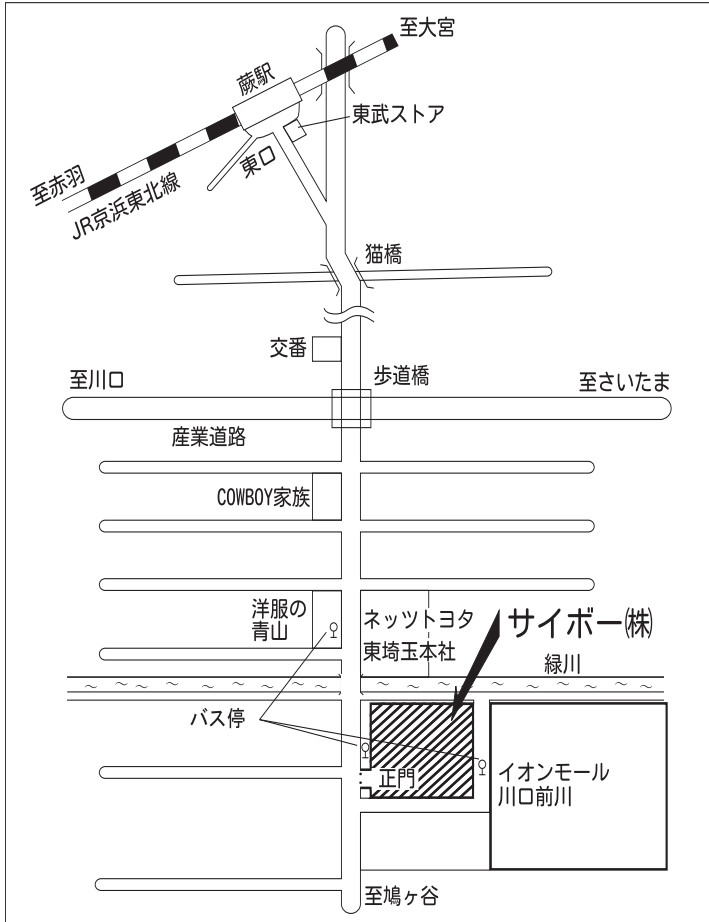 至大宮
蕨駅
東武ストア
東口
至赤羽
JR京浜東北線
猫橋
交番
歩道橋
至川口
至さいたま
産業道路
COWBOY家族
洋服の
青山
ネッツトヨタ
東埼玉本社
サイボー㈱
緑川
バス停
正門
イオンモール
川口前川
至鳩ヶ谷